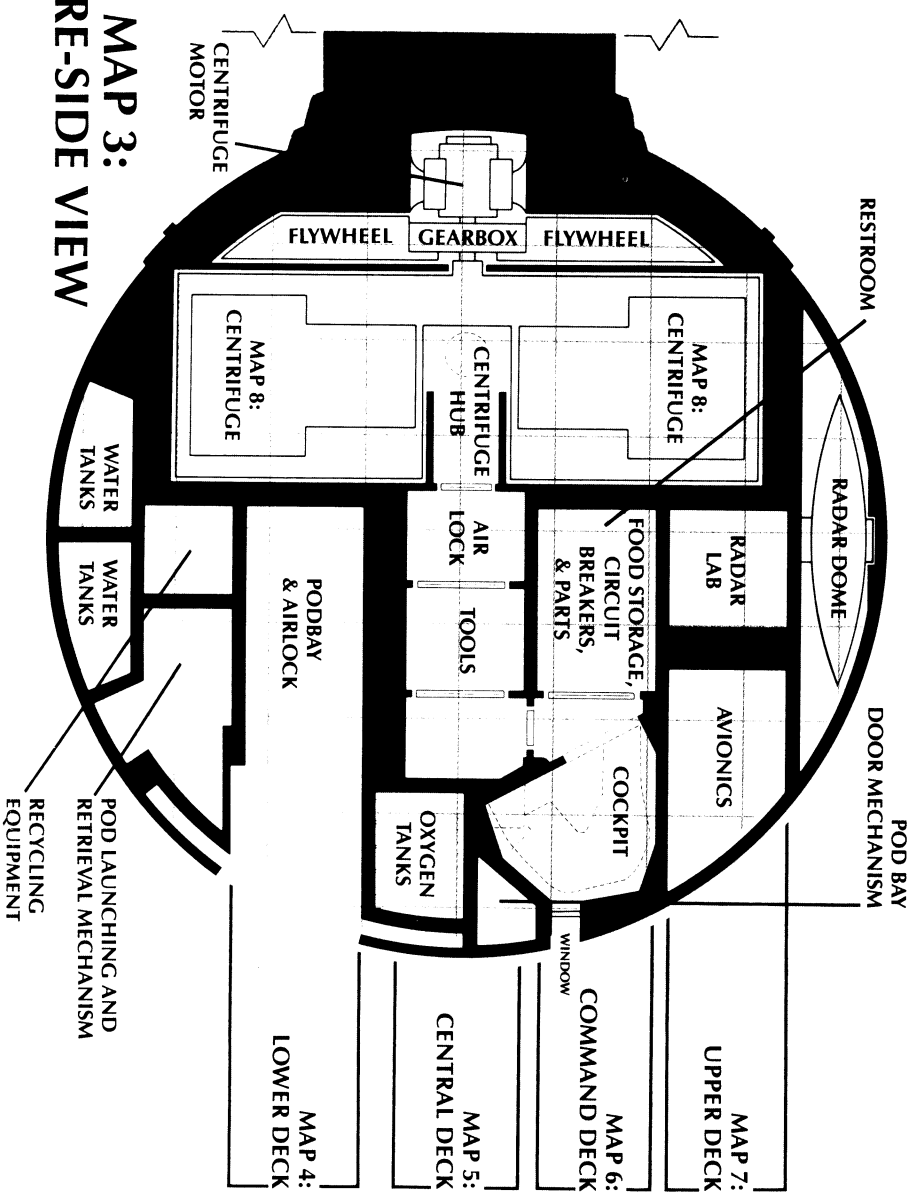 RESTROOM
POD BAY
DOOR MECHANISM
RADAR DOME
RADAR
LAB
AVIONICS
MAP 7:
UPPER DECK
MAP 8:
CENTRIFUGE
FOOD STORAGE,
CIRCUIT
BREAKERS,
& PARTS
COCKPIT
WINDOW
MAP 6:
COMMAND DECK
FLYWHEEL
GEARBOX
FLYWHEEL
CENTRIFUGE
HUB
AIR
LOCK
TOOLS
OXYGEN
TANKS
MAP 5:
CENTRAL DECK
MAP 8:
CENTRIFUGE
PODBAY
& AIRLOCK
MAP 4:
LOWER DECK
CENTRIFUGE
MOTOR
WATER
TANKS
WATER
TANKS
POD LAUNCHING AND
RETRIEVAL MECHANISM
RECYCLING
EQUIPMENT
MAP 3:
RE-SIDE VIEW